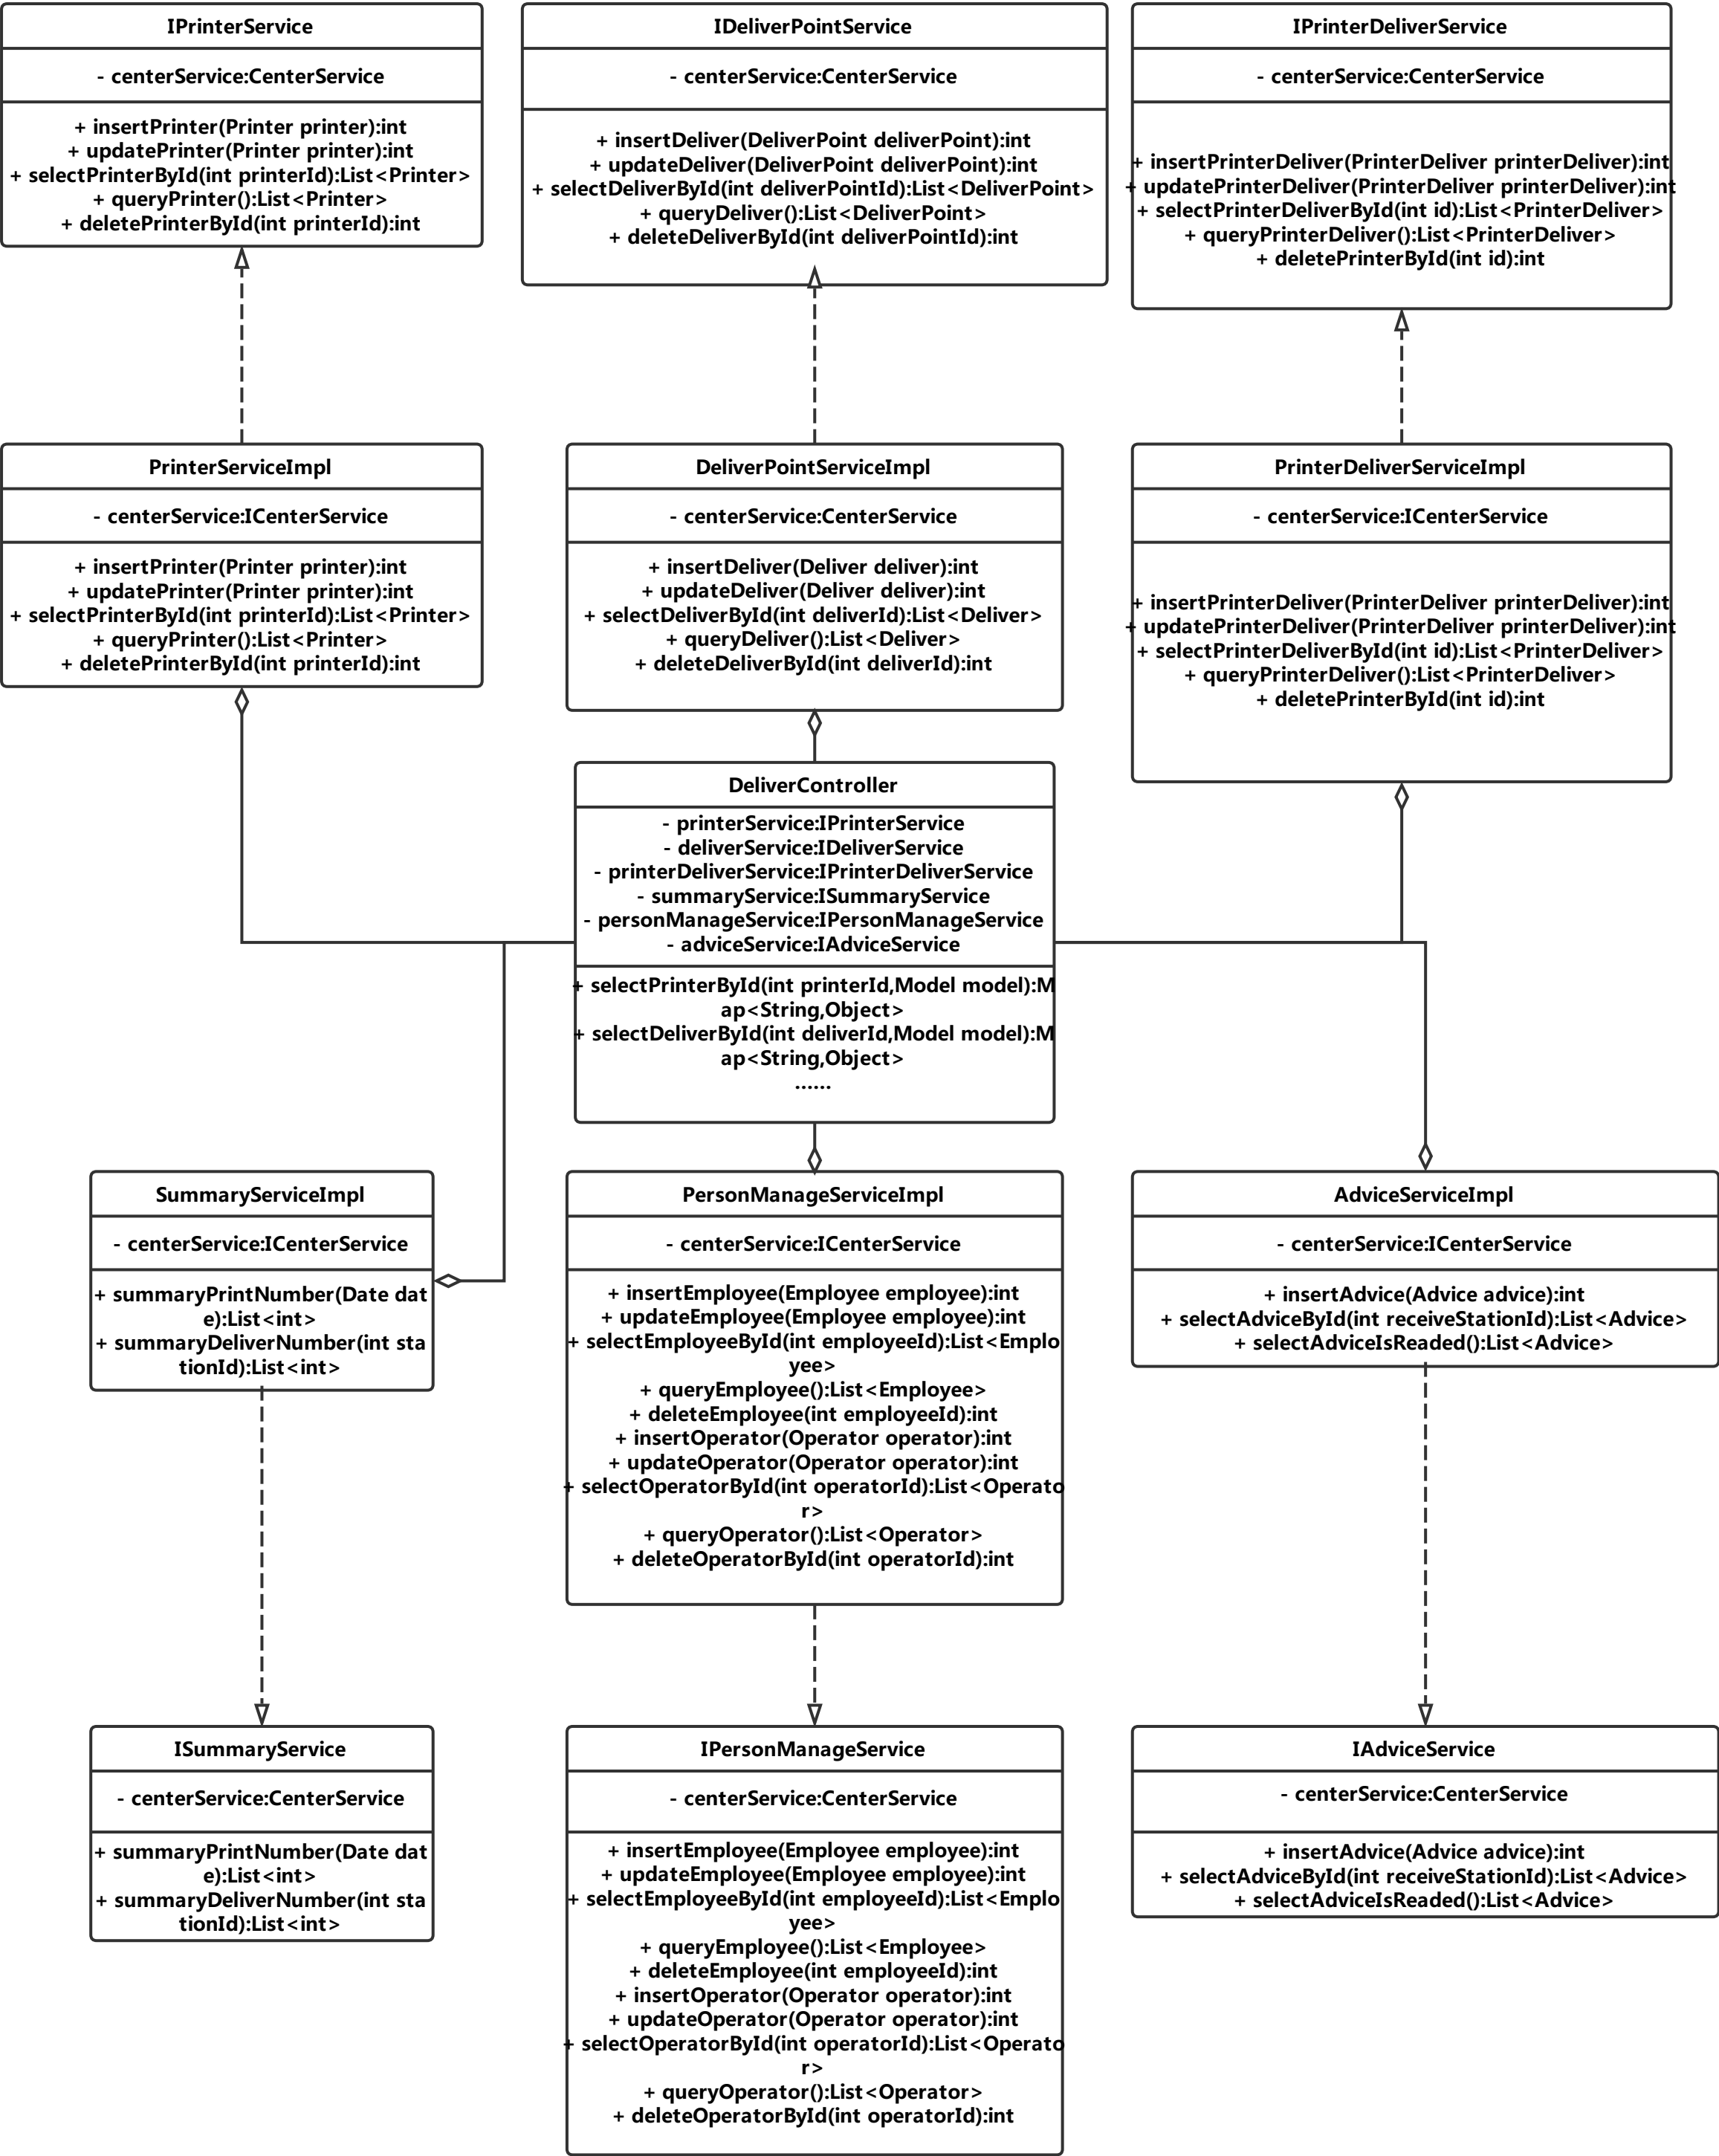 IPrinterService
- centerService:CenterService
+ insertPrinter(Printer printer):int
+ updatePrinter(Printer printer):int
+ selectPrinterById(int printerId):List<Printer>
+ queryPrinter():List<Printer>
+ deletePrinterById(int printerId):int
IDeliverPointService
- centerService:CenterService
+ insertDeliver(DeliverPoint deliverPoint):int
+ updateDeliver(DeliverPoint deliverPoint):int
+ selectDeliverById(int deliverPointId):List<DeliverPoint>
+ queryDeliver():List<DeliverPoint>
+ deleteDeliverById(int deliverPointId):int
IPrinterDeliverService
- centerService:CenterService
+ insertPrinterDeliver(PrinterDeliver printerDeliver):int
+ updatePrinterDeliver(PrinterDeliver printerDeliver):int
+ selectPrinterDeliverById(int id):List<PrinterDeliver>
+ queryPrinterDeliver():List<PrinterDeliver>
+ deletePrinterById(int id):int
PrinterServiceImpl
- centerService:ICenterService
+ insertPrinter(Printer printer):int
+ updatePrinter(Printer printer):int
+ selectPrinterById(int printerId):List<Printer>
+ queryPrinter():List<Printer>
+ deletePrinterById(int printerId):int
DeliverPointServiceImpl
- centerService:CenterService
+ insertDeliver(Deliver deliver):int
+ updateDeliver(Deliver deliver):int
+ selectDeliverById(int deliverId):List<Deliver>
+ queryDeliver():List<Deliver>
+ deleteDeliverById(int deliverId):int
PrinterDeliverServiceImpl
- centerService:ICenterService
+ insertPrinterDeliver(PrinterDeliver printerDeliver):int
+ updatePrinterDeliver(PrinterDeliver printerDeliver):int
+ selectPrinterDeliverById(int id):List<PrinterDeliver>
+ queryPrinterDeliver():List<PrinterDeliver>
+ deletePrinterById(int id):int
DeliverController
- printerService:IPrinterService
- deliverService:IDeliverService
- printerDeliverService:IPrinterDeliverService
- summaryService:ISummaryService
- personManageService:IPersonManageService
- adviceService:IAdviceService
+ selectPrinterById(int printerId,Model model):M
ap<String,Object>
+ selectDeliverById(int deliverId,Model model):M
ap<String,Object>
......
SummaryServiceImpl
- centerService:ICenterService
+ summaryPrintNumber(Date dat
e):List<int>
+ summaryDeliverNumber(int sta
tionId):List<int>
PersonManageServiceImpl
- centerService:ICenterService
+ insertEmployee(Employee employee):int
+ updateEmployee(Employee employee):int
+ selectEmployeeById(int employeeId):List<Emplo
yee>
+ queryEmployee():List<Employee>
+ deleteEmployee(int employeeId):int
+ insertOperator(Operator operator):int
+ updateOperator(Operator operator):int
+ selectOperatorById(int operatorId):List<Operato
r>
+ queryOperator():List<Operator>
+ deleteOperatorById(int operatorId):int
AdviceServiceImpl
- centerService:ICenterService
+ insertAdvice(Advice advice):int
+ selectAdviceById(int receiveStationId):List<Advice>
+ selectAdviceIsReaded():List<Advice>
ISummaryService
- centerService:CenterService
+ summaryPrintNumber(Date dat
e):List<int>
+ summaryDeliverNumber(int sta
tionId):List<int>
IPersonManageService
- centerService:CenterService
+ insertEmployee(Employee employee):int
+ updateEmployee(Employee employee):int
+ selectEmployeeById(int employeeId):List<Emplo
yee>
+ queryEmployee():List<Employee>
+ deleteEmployee(int employeeId):int
+ insertOperator(Operator operator):int
+ updateOperator(Operator operator):int
+ selectOperatorById(int operatorId):List<Operato
r>
+ queryOperator():List<Operator>
+ deleteOperatorById(int operatorId):int
IAdviceService
- centerService:CenterService
+ insertAdvice(Advice advice):int
+ selectAdviceById(int receiveStationId):List<Advice>
+ selectAdviceIsReaded():List<Advice>